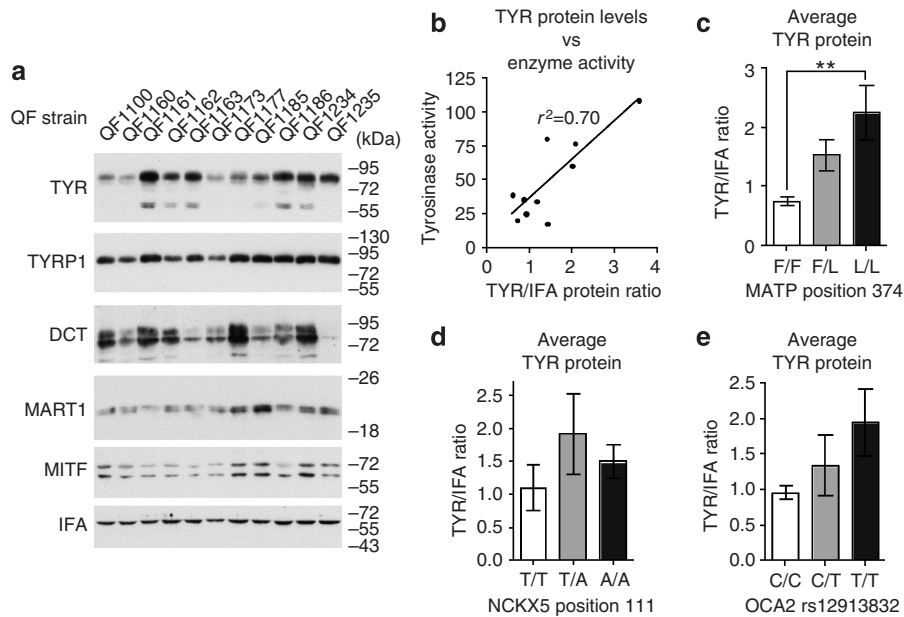 a
QF strain
QF1100
QF1160
QF1161
QF1162
QF1163
QF1173
QF1177
QF1185
QF1186
QF1234
QF1235
(kDa)
TYR
–95
–72
–55
TYRP1
–130
–95
–72
–55
DCT
–95
–72
MART1
–26
–18
MITF
–72
–55
IFA
–72
–55
–43
b
TYR protein levels
vs
enzyme activity
Tyrosinase activity
125
100
75
50
25
0
r²=0.70
0 1 2 3 4
TYR/IFA protein ratio
c
Average
TYR protein
TYR/IFA ratio
3
2
1
0
**
F/F F/L L/L
MATP position 374
d
Average
TYR protein
TYR/IFA ratio
2.5
2.0
1.5
1.0
0.5
0.0
T/T T/A A/A
NCKX5 position 111
e
Average
TYR protein
TYR/IFA ratio
2.5
2.0
1.5
1.0
0.5
0.0
C/C C/T T/T
OCA2 rs12913832